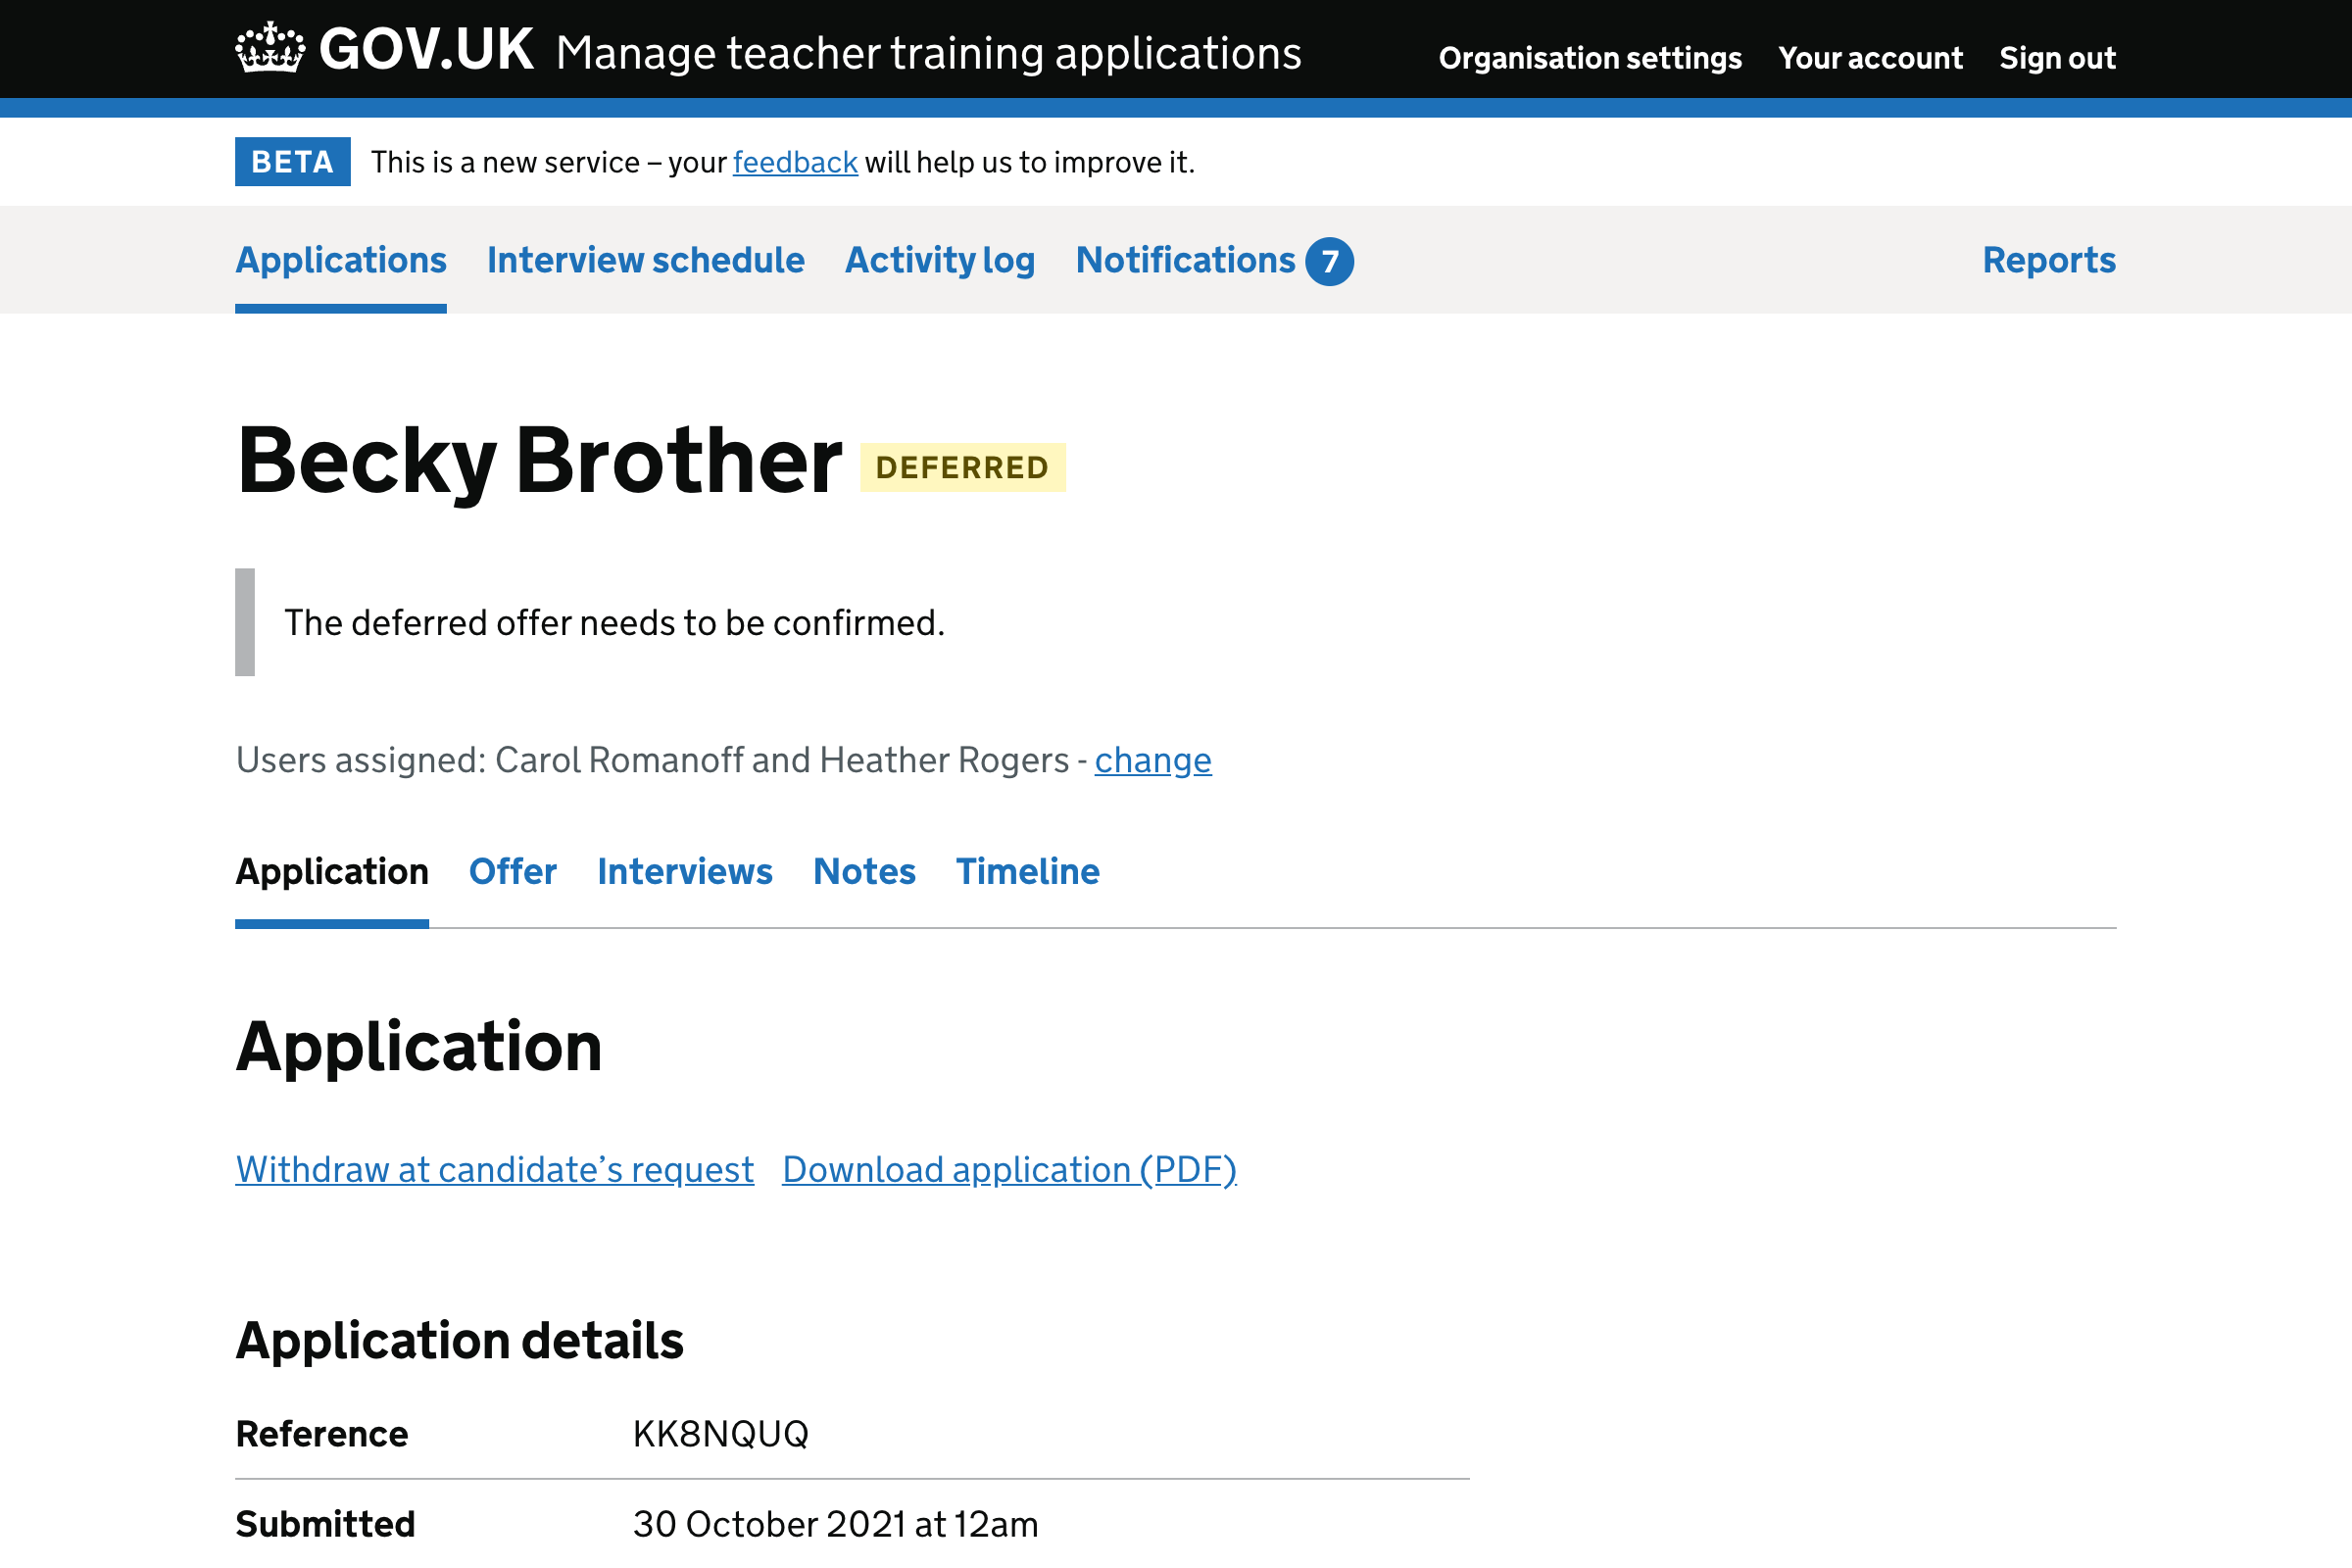 GOV.UK Manage teacher training applications Organisation settings Your account Sign out
BETA This is a new service – your feedback will help us to improve it.
Applications Interview schedule Activity log Notifications 7 Reports
Becky Brother DEFERRED
The deferred offer needs to be confirmed.
Users assigned: Carol Romanoff and Heather Rogers - change
Application Offer Interviews Notes Timeline
Application
Withdraw at candidate’s request Download application (PDF)
Application details
Reference KK8NQUQ
Submitted 30 October 2021 at 12am